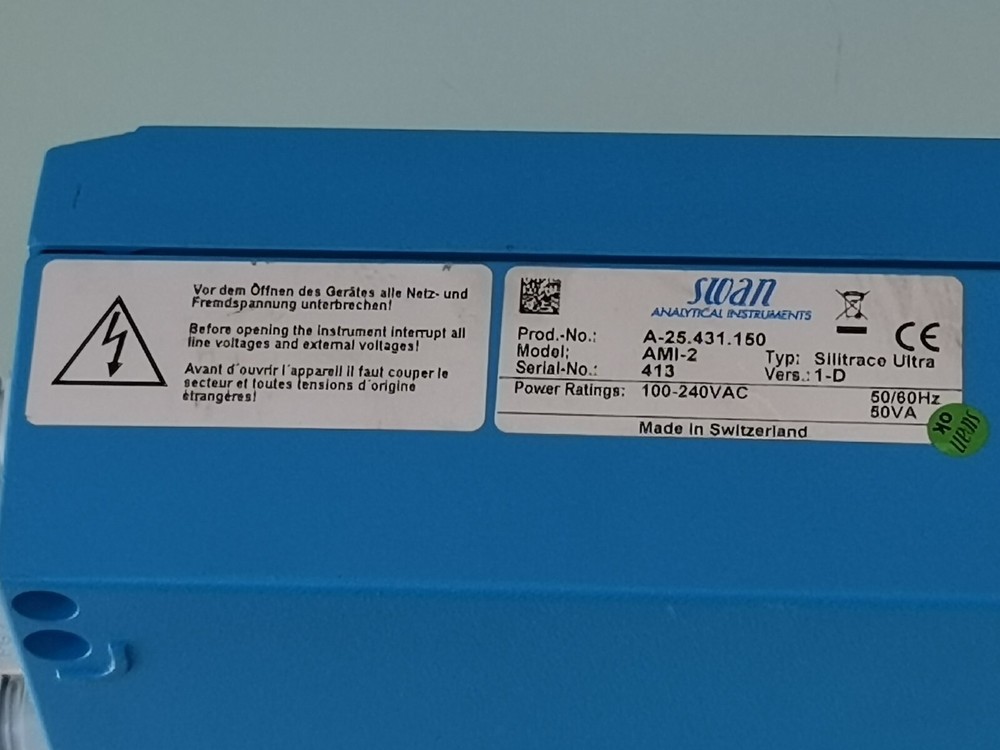 Vor dem Öffnen des Gerätes alle Netz- und
Fremdspannung unterbrechen!
Before opening the instrument interrupt all
line voltages and external voltages!
Avant d´ouvrir l´appareil il faut couper le
secteur et toutes tensions d´origine
étrangères!
swan
ANALYTICAL INSTRUMENTS
CE
Prod.-No.: A-25.431.150
Model: AMI-2 Typ: Silitrace Ultra
Serial-No.: 413 Vers.: 1-D
Power Ratings: 100-240VAC 50/60Hz
50VA
Made in Switzerland
swan
OK